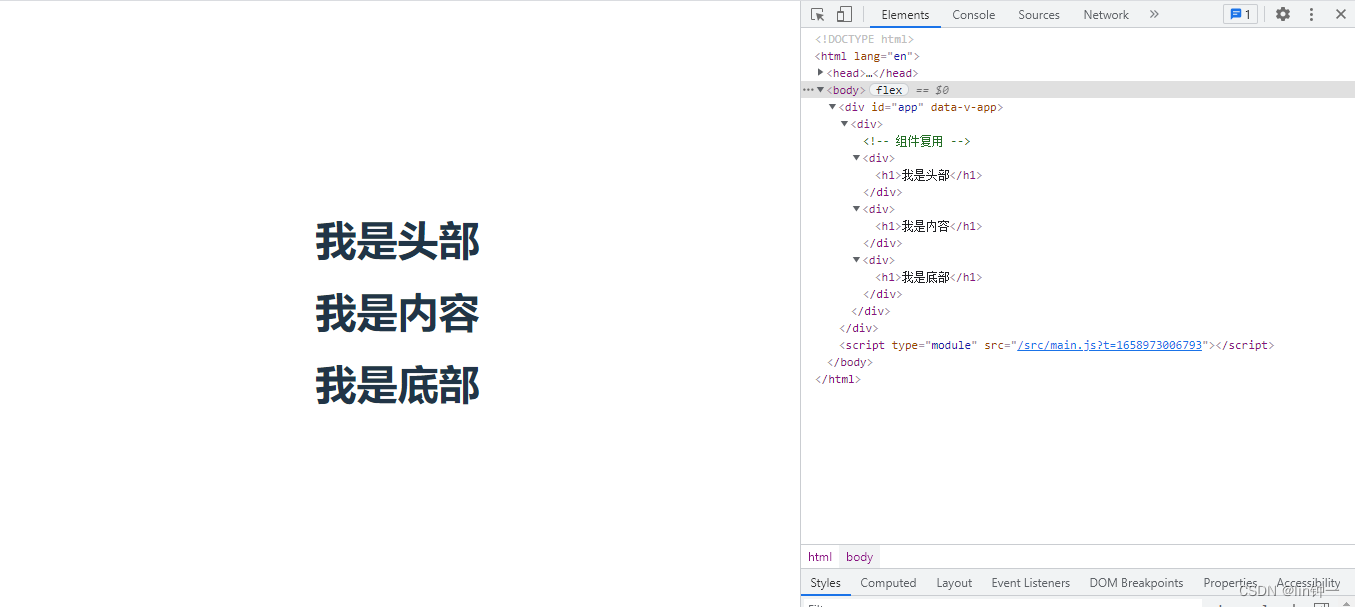 我是头部
我是内容
我是底部
Elements Console Sources Network » 1
<!DOCTYPE html>
<html lang="en">
<head>…</head>
<body> flex == $0
<div id="app" data-v-app>
<div>
<!-- 组件复用 -->
<div>
<h1>我是头部</h1>
</div>
<div>
<h1>我是内容</h1>
</div>
<div>
<h1>我是底部</h1>
</div>
</div>
</div>
<script type="module" src="/src/main.js?t=1658973006793"></script>
</body>
</html>
html body
Styles Computed Layout Event Listeners DOM Breakpoints Properties Accessibility
CSDN @lin钟一